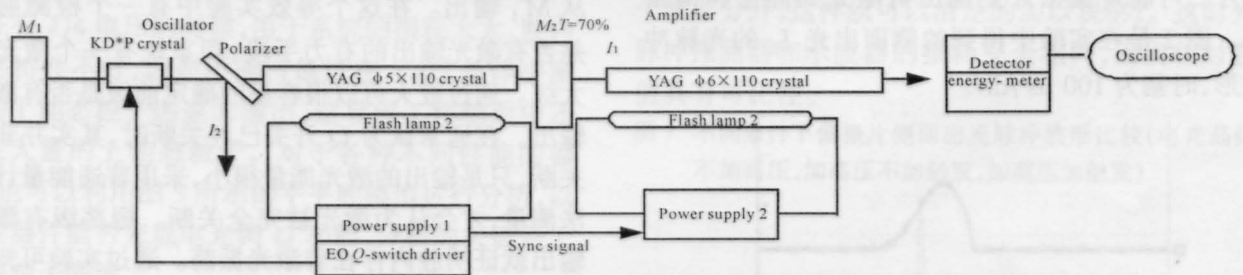 Oscillator
Amplifier
M1
KD*P crystal
Polarizer
M2T=70%
I1
YAG ϕ5×110 crystal
YAG ϕ6×110 crystal
Detector
energy-meter
Oscilloscope
I2
Flash lamp 2
Flash lamp 2
Power supply 1
EO Q-switch driver
Sync signal
Power supply 2